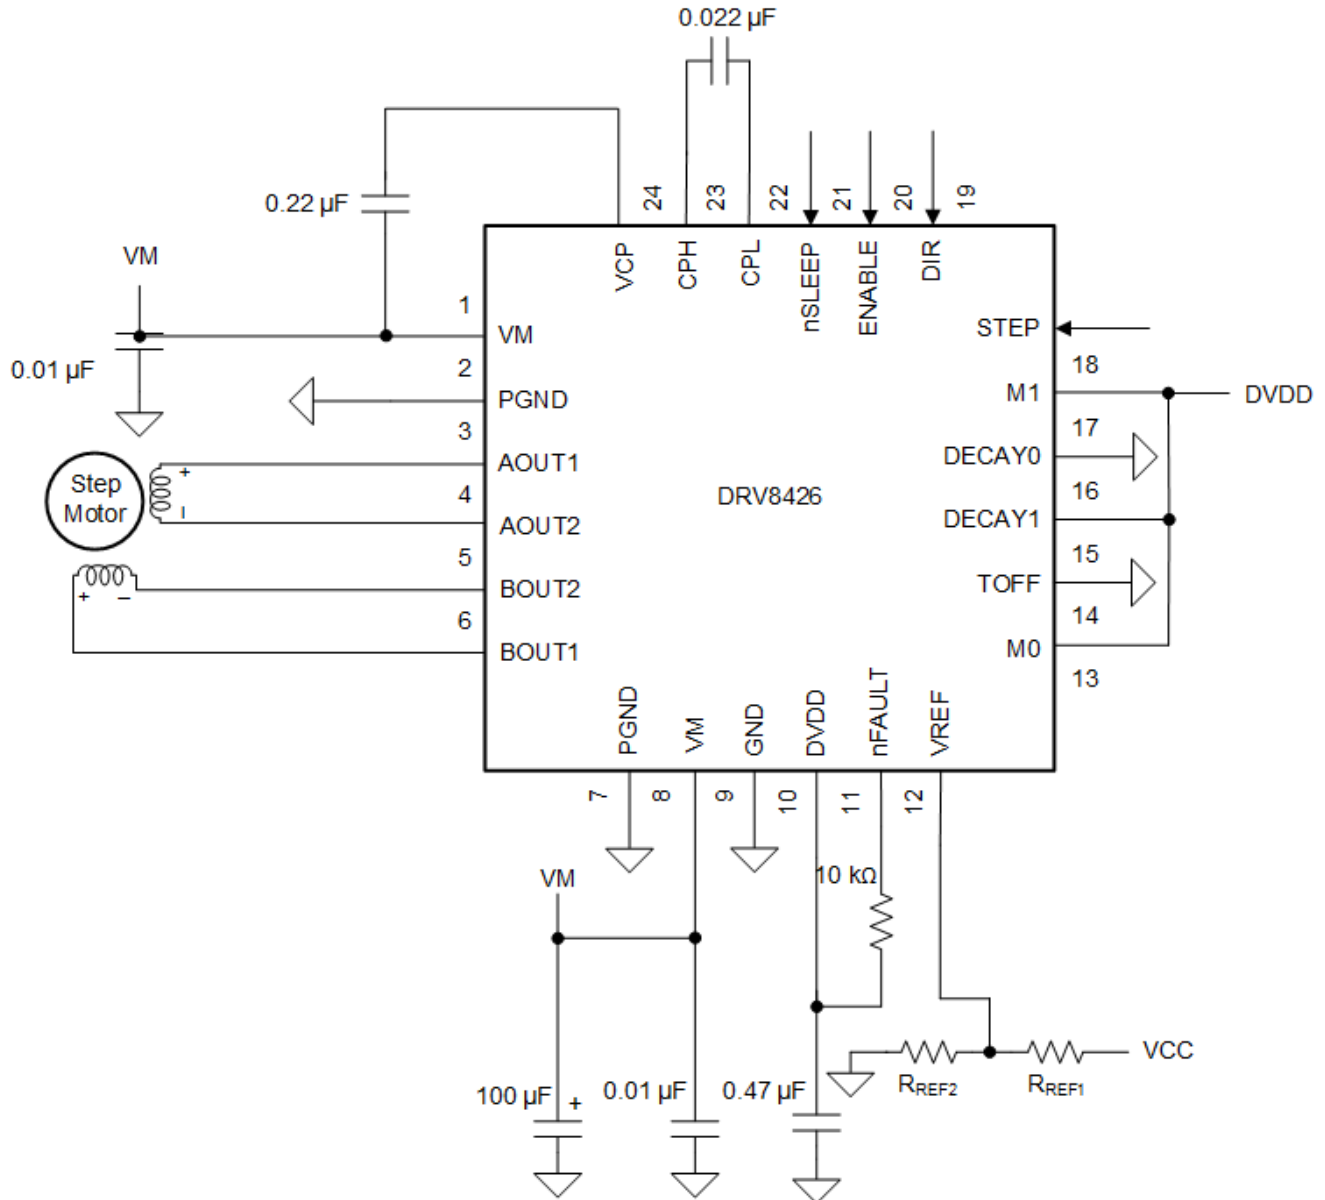 0.022 µF
0.22 µF
24
23
22
21
20
19
VCP
CPH
CPL
nSLEEP
ENABLE
DIR
VM
0.01 µF
1
VM
2
PGND
3
AOUT1
4
AOUT2
5
BOUT2
6
BOUT1
Step
Motor
+
–
+
–
DRV8426
STEP
18
M1
DVDD
17
DECAY0
16
DECAY1
15
TOFF
14
M0
13
PGND
VM
GND
DVDD
nFAULT
VREF
7
8
9
10
11
12
VM
10 kΩ
100 µF
+
0.01 µF
0.47 µF
VCC
RREF2
RREF1